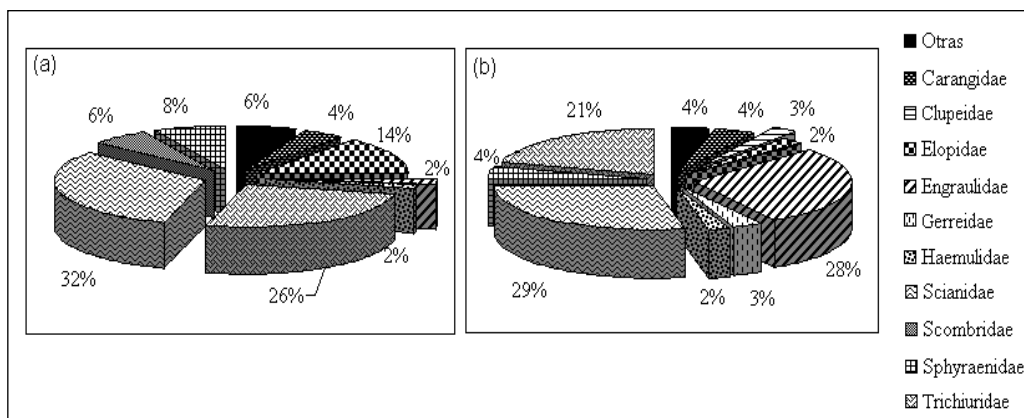 (a)
6%
8%
6%
4%
14%
2%
2%
26%
32%
(b)
21%
4%
4%
3%
2%
28%
3%
2%
29%
4%
Otras
Carangidae
Clupeidae
Elopidae
Engraulidae
Gerreidae
Haemulidae
Scianidae
Scombridae
Sphyraenidae
Trichiuridae